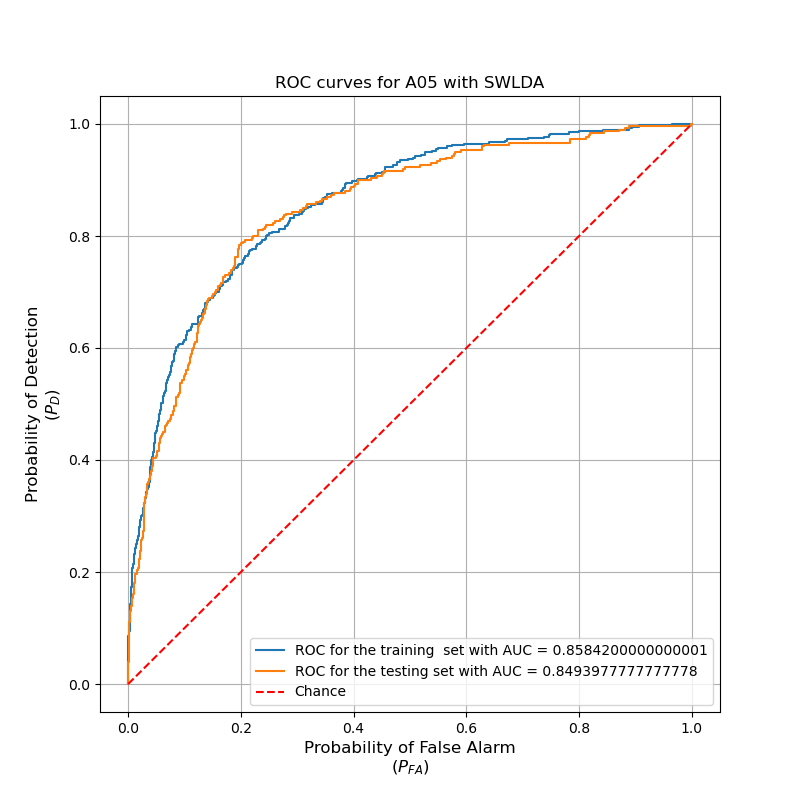 ROC curves for A05 with SWLDA
Probability of Detection
(P_D)
1.0
0.8
0.6
0.4
0.2
0.0
ROC for the training  set with AUC = 0.8584200000000001
ROC for the testing set with AUC = 0.8493977777777778
Chance
0.0 0.2 0.4 0.6 0.8 1.0
Probability of False Alarm
(P_{FA})